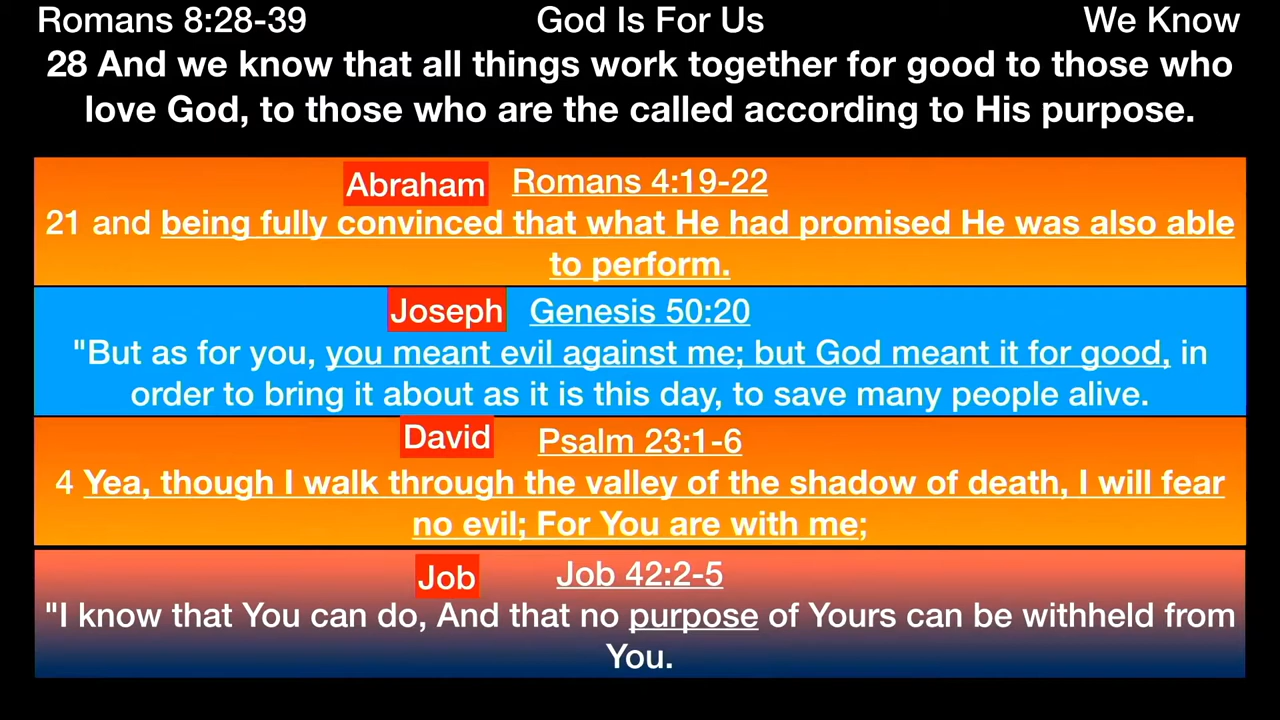 Romans 8:28-39 God Is For Us We Know
28 And we know that all things work together for good to those who
love God, to those who are the called according to His purpose.
Abraham Romans 4:19-22
21 and being fully convinced that what He had promised He was also able
to perform.
Joseph Genesis 50:20
"But as for you, you meant evil against me; but God meant it for good, in
order to bring it about as it is this day, to save many people alive.
David Psalm 23:1-6
4 Yea, though I walk through the valley of the shadow of death, I will fear
no evil; For You are with me;
Job Job 42:2-5
"I know that You can do, And that no purpose of Yours can be withheld from
You.